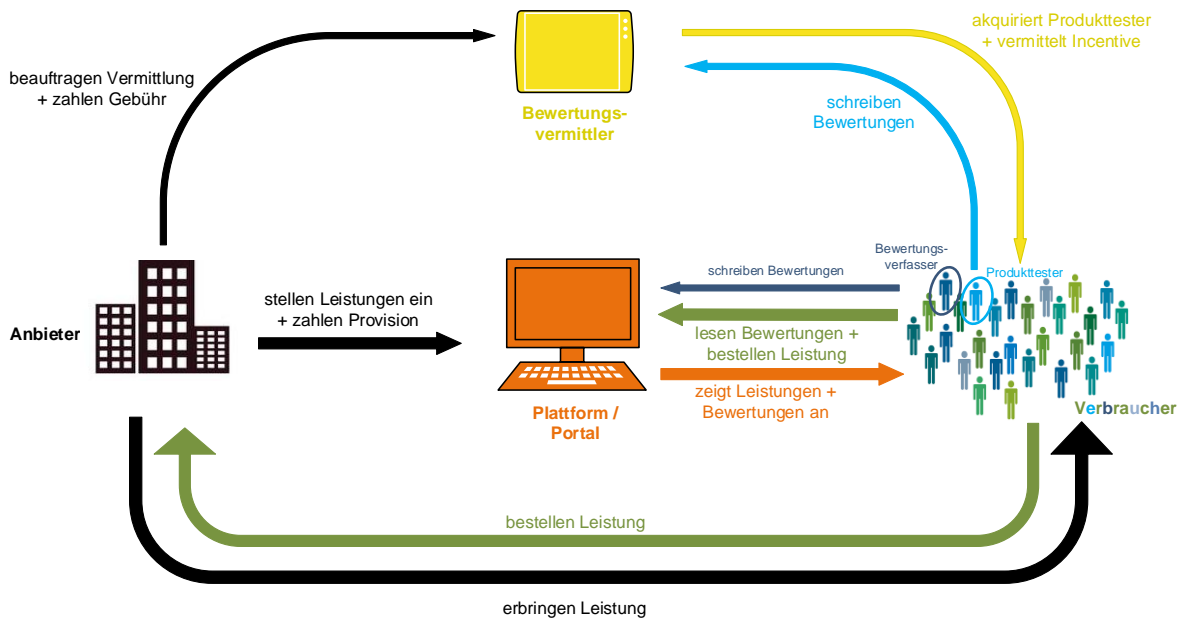 akquiriert Produkttester
+ vermittelt Incentive
beauftragen Vermittlung
+ zahlen Gebühr
Bewertungs-
vermittler
schreiben
Bewertungen
Bewertungs-
verfasser
Produkttester
schreiben Bewertungen
stellen Leistungen ein
+ zahlen Provision
Anbieter
lesen Bewertungen +
bestellen Leistung
zeigt Leistungen +
Bewertungen an
Plattform /
Portal
Verbraucher
bestellen Leistung
erbringen Leistung